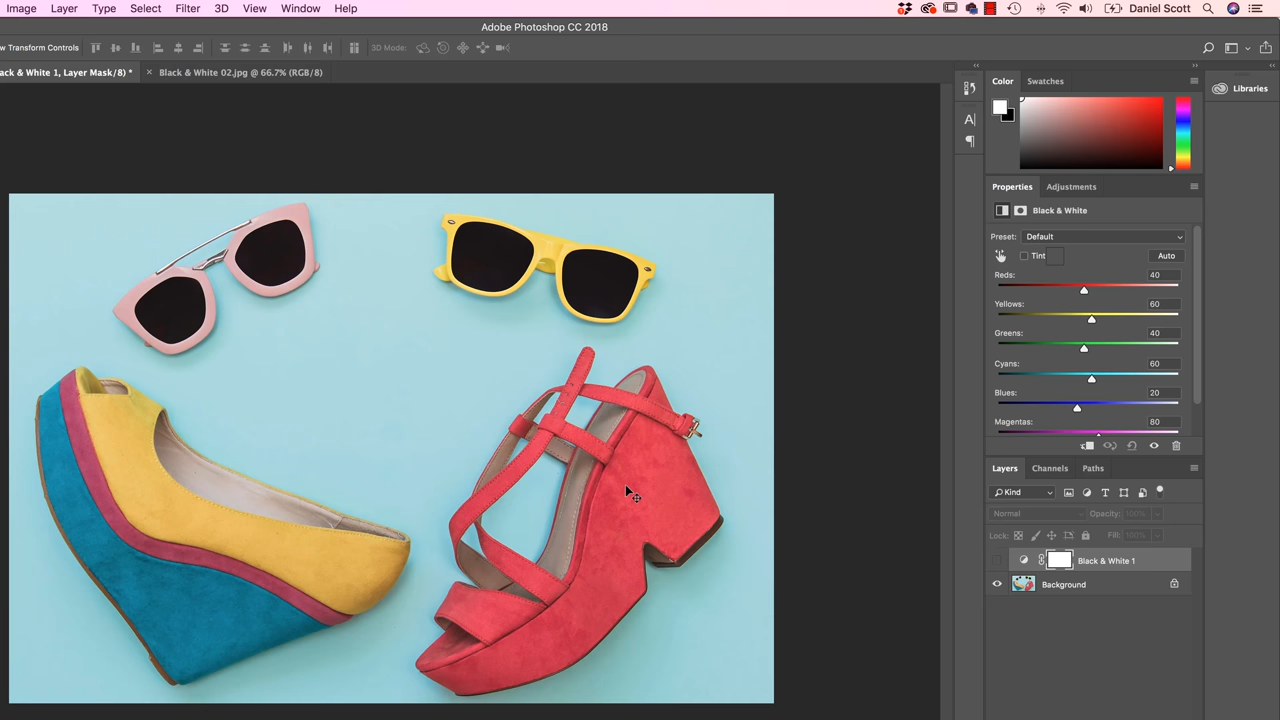 Image Layer Type Select Filter 3D View Window Help Daniel Scott
Adobe Photoshop CC 2018
w Transform Controls 3D Mode:
ack & White 1, Layer Mask/8) * × Black & White 02.jpg @ 66.7% (RGB/8)
Color Swatches
Libraries
A
Properties Adjustments
Black & White
Preset: Default
Tint Auto
Reds: 40
Yellows: 60
Greens: 40
Cyans: 60
Blues: 20
Magentas: 80
Layers Channels Paths
Kind
Normal Opacity: 100%
Lock: Fill: 100%
Black & White 1
Background